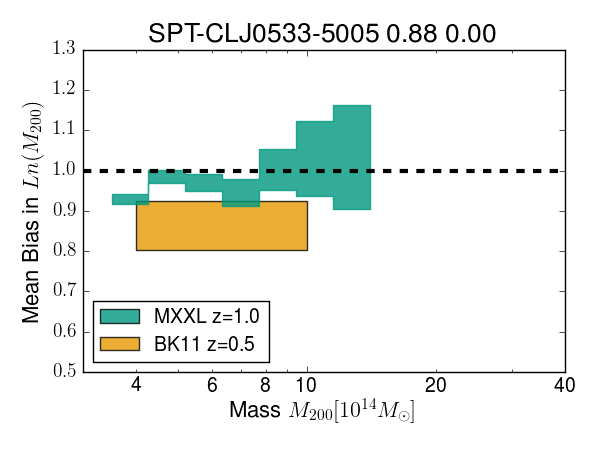 SPT-CLJ0533-5005 0.88 0.00
Mean Bias in Ln(M200)
1.3
1.2
1.1
1.0
0.9
0.8
0.7
0.6
0.5
MXXL z=1.0
BK11 z=0.5
4 6 8 10 20 40
Mass M200[10^14 M⊙]